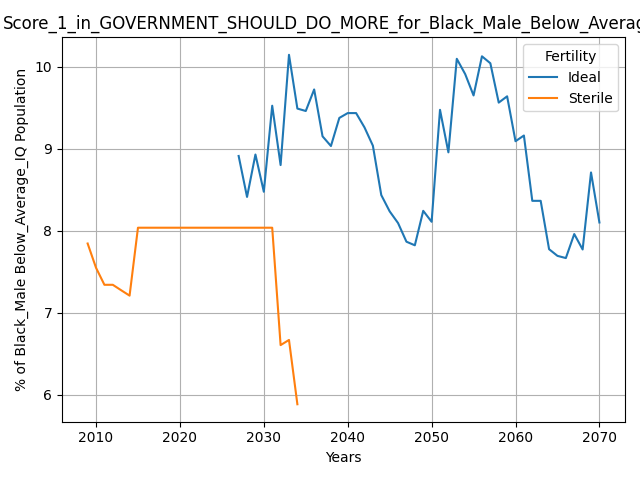 Score_1_in_GOVERNMENT_SHOULD_DO_MORE_for_Black_Male_Below_Averag
% of Black_Male Below_Average_IQ Population
10
9
8
7
6
Fertility
Ideal
Sterile
2010 2020 2030 2040 2050 2060 2070
Years